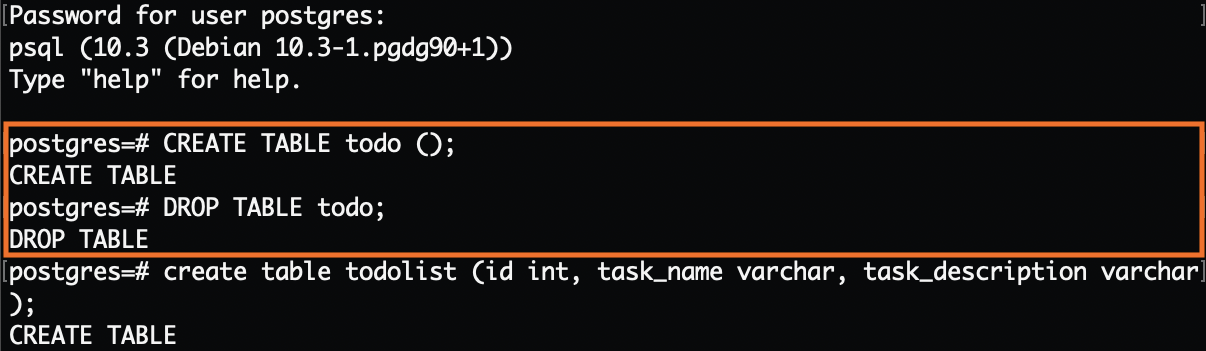 Password for user postgres:
psql (10.3 (Debian 10.3-1.pgdg90+1))
Type "help" for help.
postgres=# CREATE TABLE todo ();
CREATE TABLE
postgres=# DROP TABLE todo;
DROP TABLE
postgres=# create table todolist (id int, task_name varchar, task_description varchar
);
CREATE TABLE